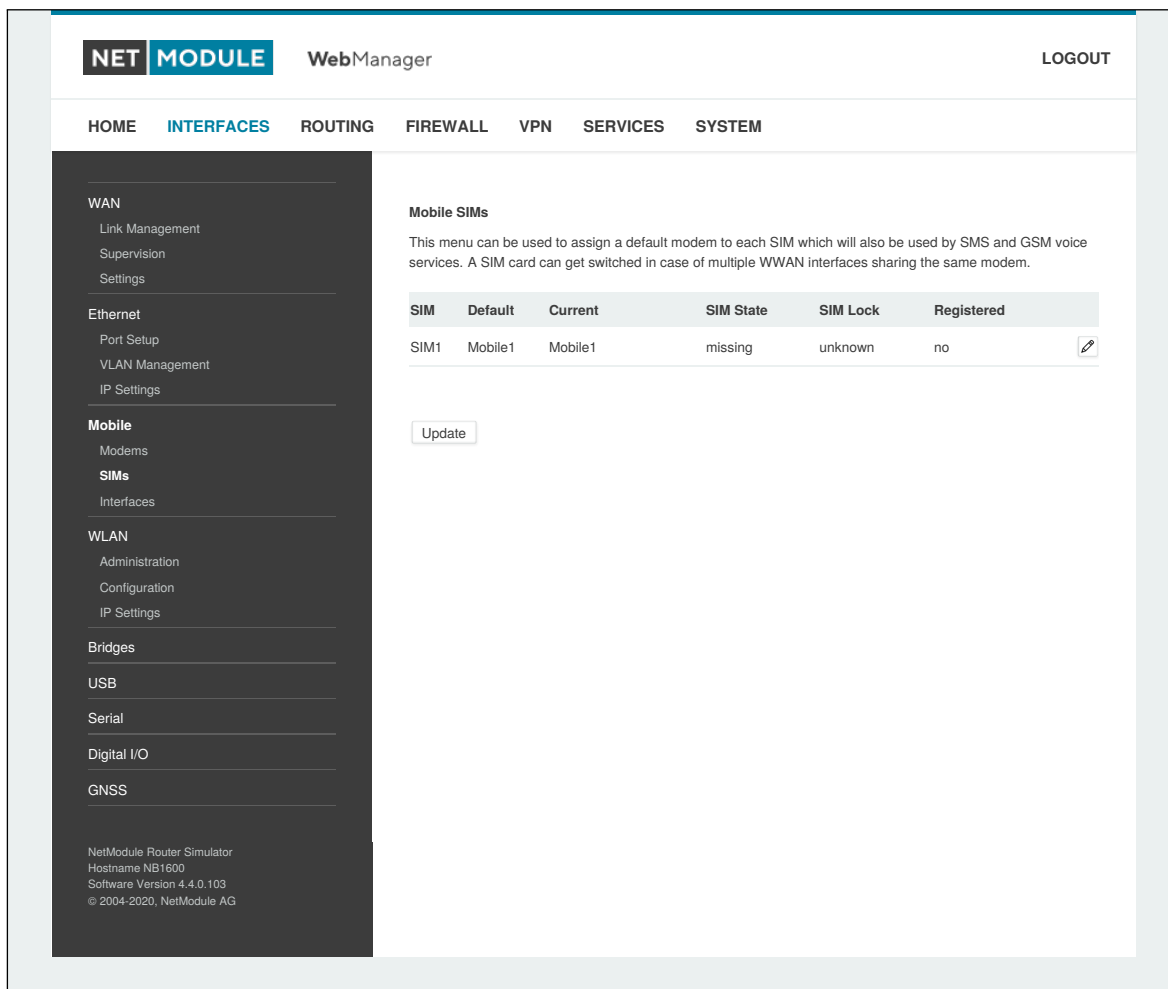 NET MODULE WebManager LOGOUT
HOME INTERFACES ROUTING FIREWALL VPN SERVICES SYSTEM
WAN
Link Management
Supervision
Settings
Ethernet
Port Setup
VLAN Management
IP Settings
Mobile
Modems
SIMs
Interfaces
WLAN
Administration
Configuration
IP Settings
Bridges
USB
Serial
Digital I/O
GNSS
NetModule Router Simulator
Hostname NB1600
Software Version 4.4.0.103
© 2004-2020, NetModule AG
Mobile SIMs
This menu can be used to assign a default modem to each SIM which will also be used by SMS and GSM voice
services. A SIM card can get switched in case of multiple WWAN interfaces sharing the same modem.
SIM Default Current SIM State SIM Lock Registered
SIM1 Mobile1 Mobile1 missing unknown no
Update